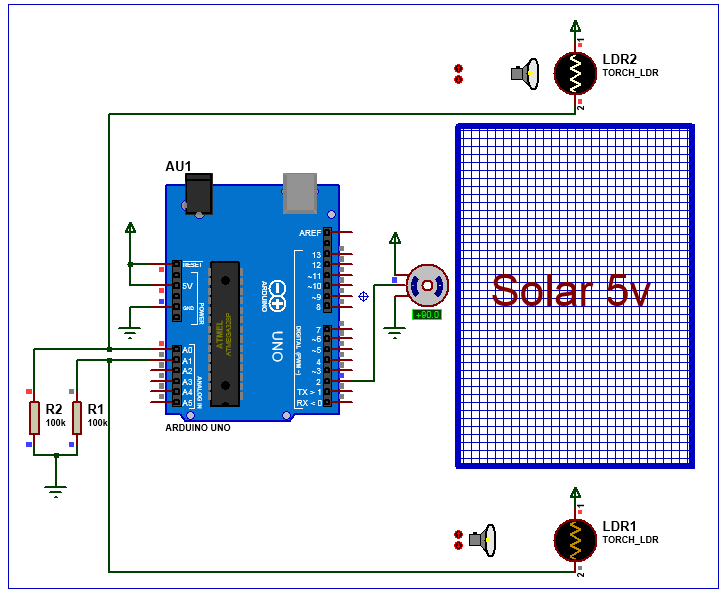 1
LDR2
TORCH_LDR
2
AU1
AREF
RESET
5V
GND
POWER
13
12
~11
~10
~9
8
ARDUINO
UNO
ATMEL
ATMEGA328P
DIGITAL (PWM~)
7
~6
~5
4
~3
2
TX > 1
RX < 0
A0
A1
A2
A3
A4
A5
ANALOG IN
ARDUINO UNO
+90.0
Solar 5v
R2
100k
R1
100k
1
LDR1
TORCH_LDR
2